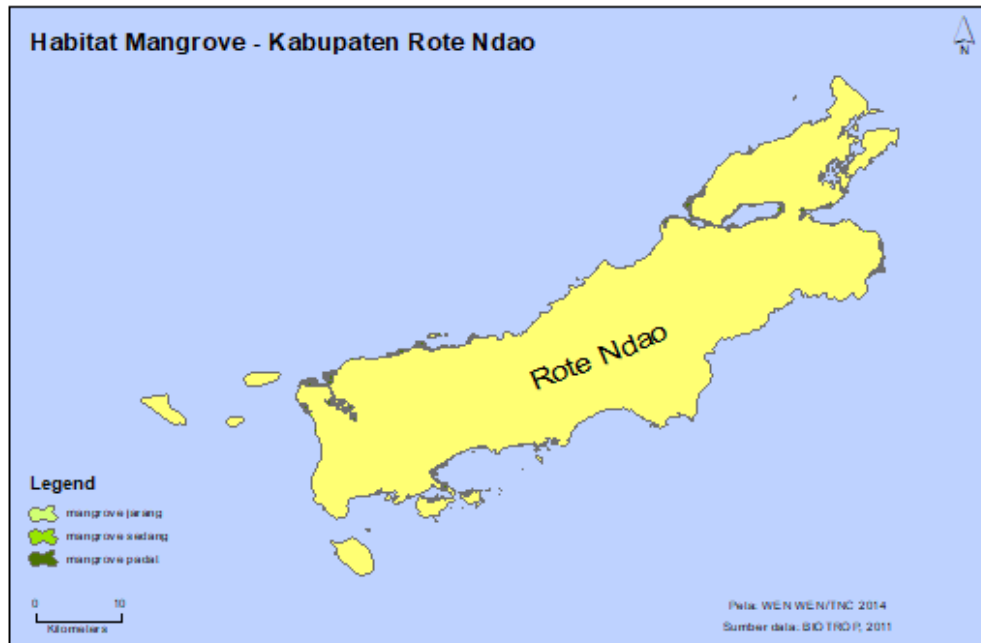 Habitat Mangrove - Kabupaten Rote Ndao
N
Rote Ndao
Legend
mangrove jarang
mangrove sedang
mangrove padat
0 10
Kilometers
Peta: WEN WEN/TNC 2014
Sumber data: BIOTROP, 2011